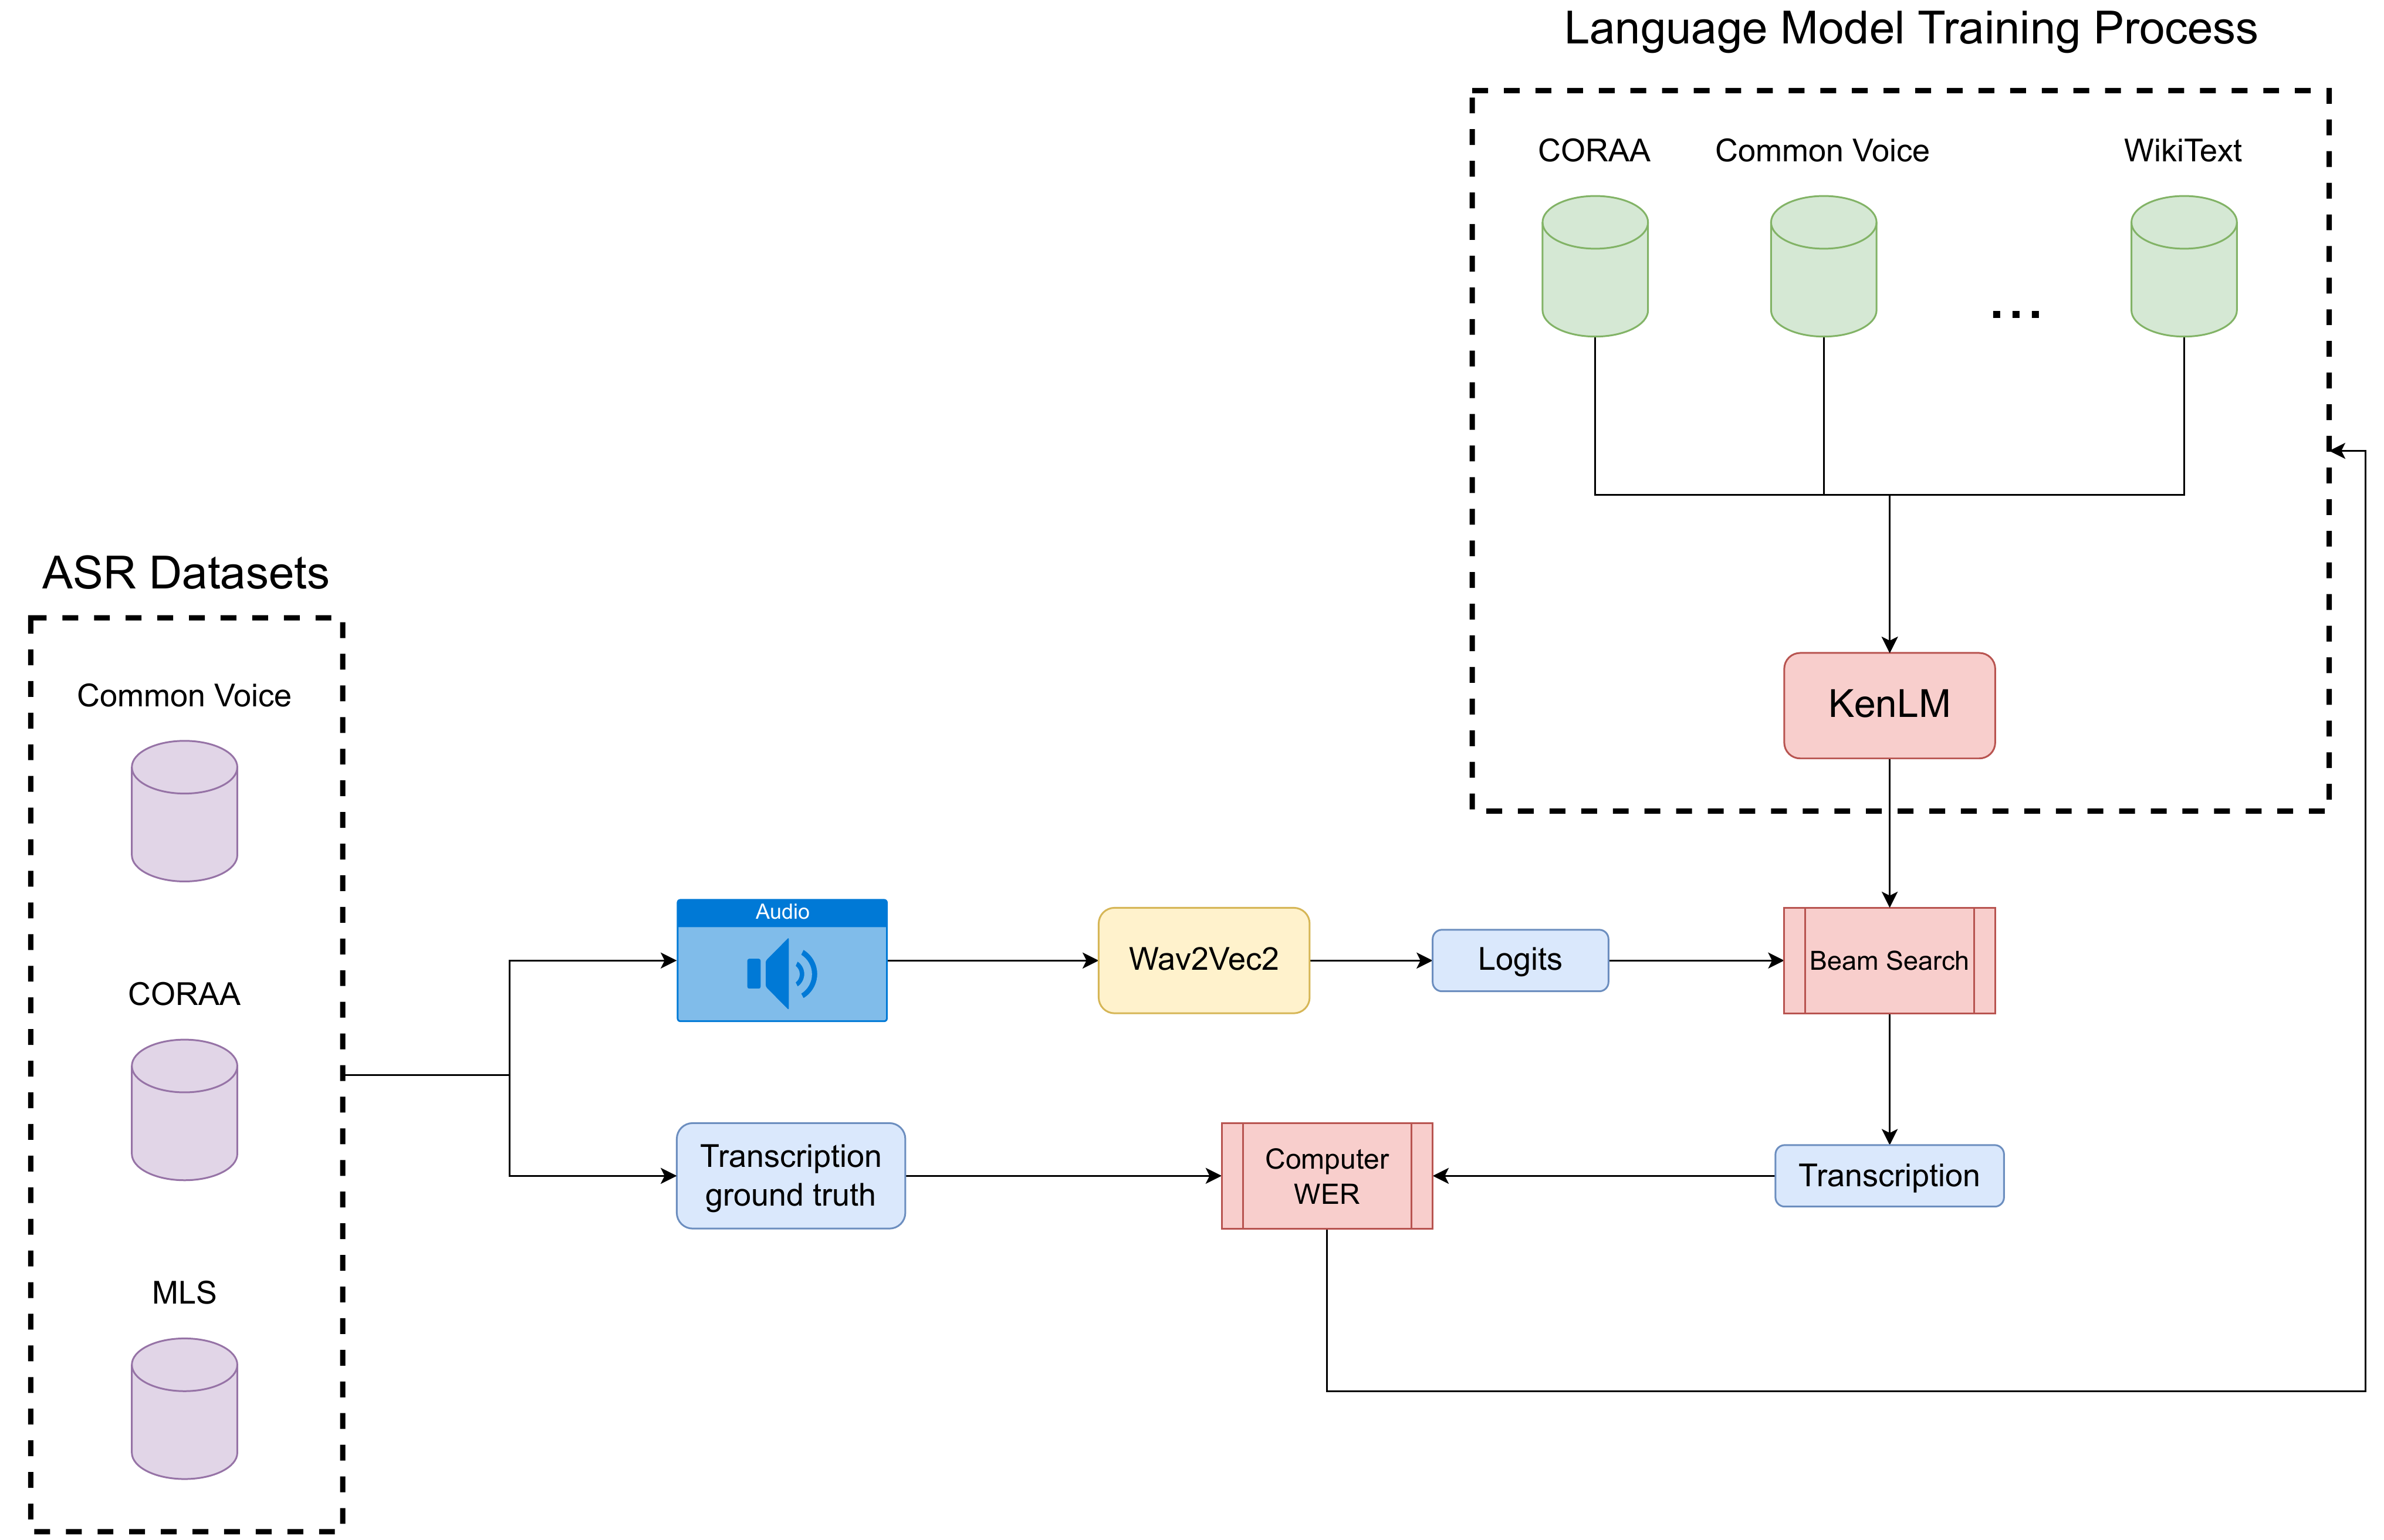 Language Model Training Process
CORAA
Common Voice
WikiText
...
KenLM
ASR Datasets
Common Voice
CORAA
MLS
Audio
Wav2Vec2
Logits
Beam Search
Transcription
ground truth
Computer
WER
Transcription